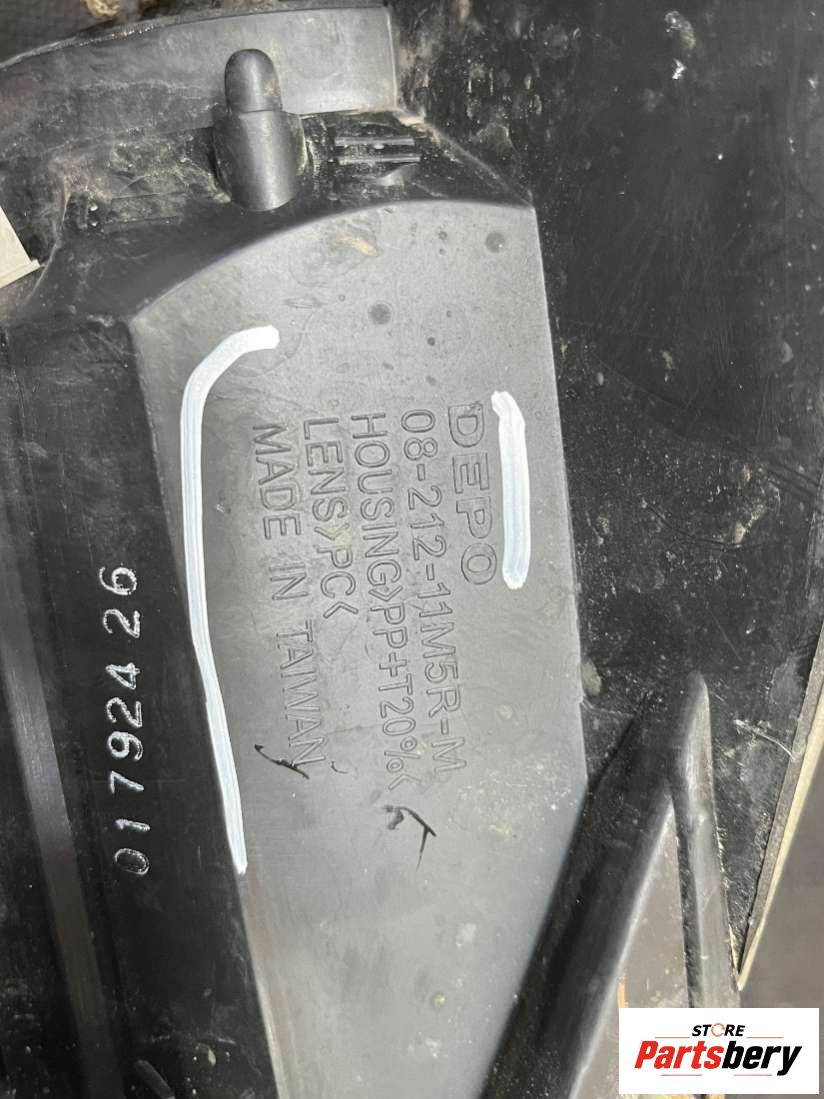 DEPO
08-212-11M5R-M
HOUSING>PP+T20%<
LENS>PC<
MADE IN TAIWAN
01792426
STORE
Partsbery